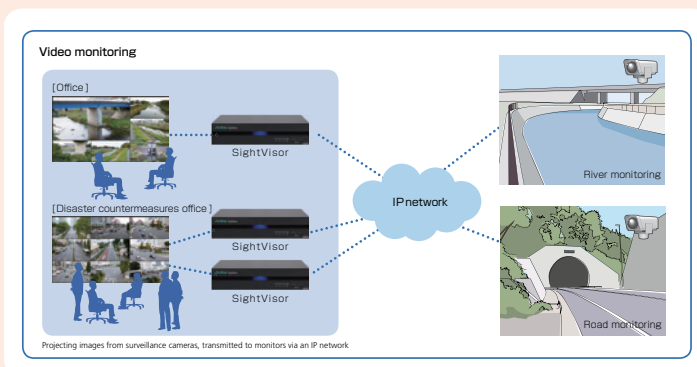 Video monitoring
[Office]
SightVisor
[Disaster countermeasures office]
SightVisor
SightVisor
IP network
River monitoring
Road monitoring
Projecting images from surveillance cameras, transmitted to monitors via an IP network